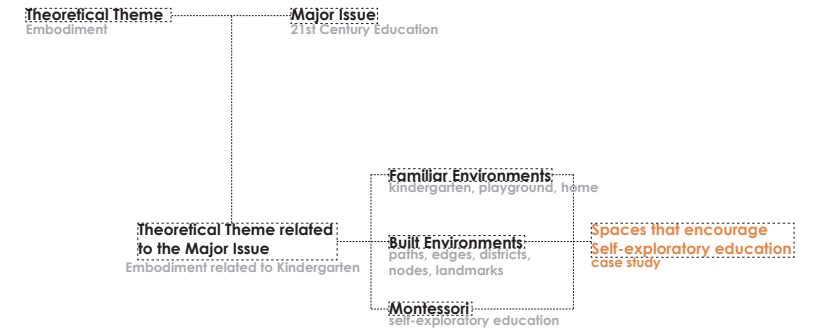 Theoretical Theme
Embodiment
Major Issue
21st Century Education
Familiar Environments
kindergarten, playground, home
Theoretical Theme related
to the Major Issue
Embodiment related to Kindergarten
Built Environments
paths, edges, districts,
nodes, landmarks
Spaces that encourage
Self-exploratory education
case study
Montessori
self-exploratory education